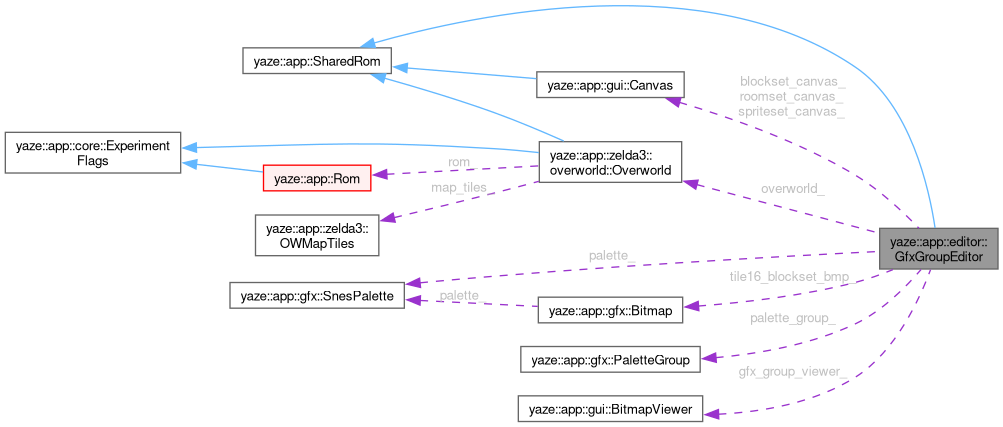 yaze::app::SharedRom
yaze::app::gui::Canvas
blockset_canvas_
roomset_canvas_
spriteset_canvas_
yaze::app::core::Experiment
Flags
yaze::app::Rom
rom
yaze::app::zelda3::
overworld::Overworld
map_tiles
overworld_
yaze::app::zelda3::
OWMapTiles
yaze::app::editor::
GfxGroupEditor
palette_
yaze::app::gfx::SnesPalette
palette_
yaze::app::gfx::Bitmap
tile16_blockset_bmp_
palette_group_
yaze::app::gfx::PaletteGroup
gfx_group_viewer_
yaze::app::gui::BitmapViewer